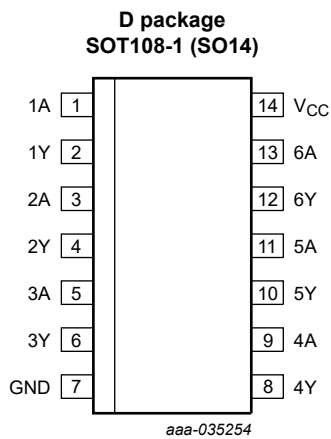 D package
SOT108-1 (SO14)
1A 1 14 VCC
1Y 2 13 6A
2A 3 12 6Y
2Y 4 11 5A
3A 5 10 5Y
3Y 6 9 4A
GND 7 8 4Y
aaa-035254